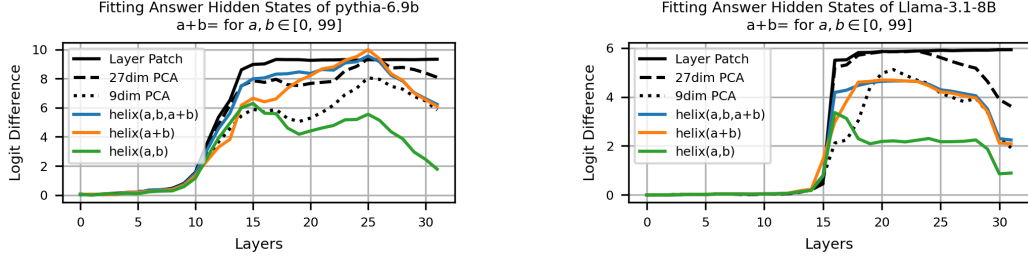 Fitting Answer Hidden States of pythia-6.9b
a+b= for a, b ∈ [0, 99]
10
8
6
4
2
0
Logit Difference
Layer Patch
27dim PCA
9dim PCA
helix(a,b,a+b)
helix(a+b)
helix(a,b)
0 5 10 15 20 25 30
Layers
Fitting Answer Hidden States of Llama-3.1-8B
a+b= for a, b ∈ [0, 99]
6
4
2
0
Logit Difference
Layer Patch
27dim PCA
9dim PCA
helix(a,b,a+b)
helix(a+b)
helix(a,b)
0 5 10 15 20 25 30
Layers